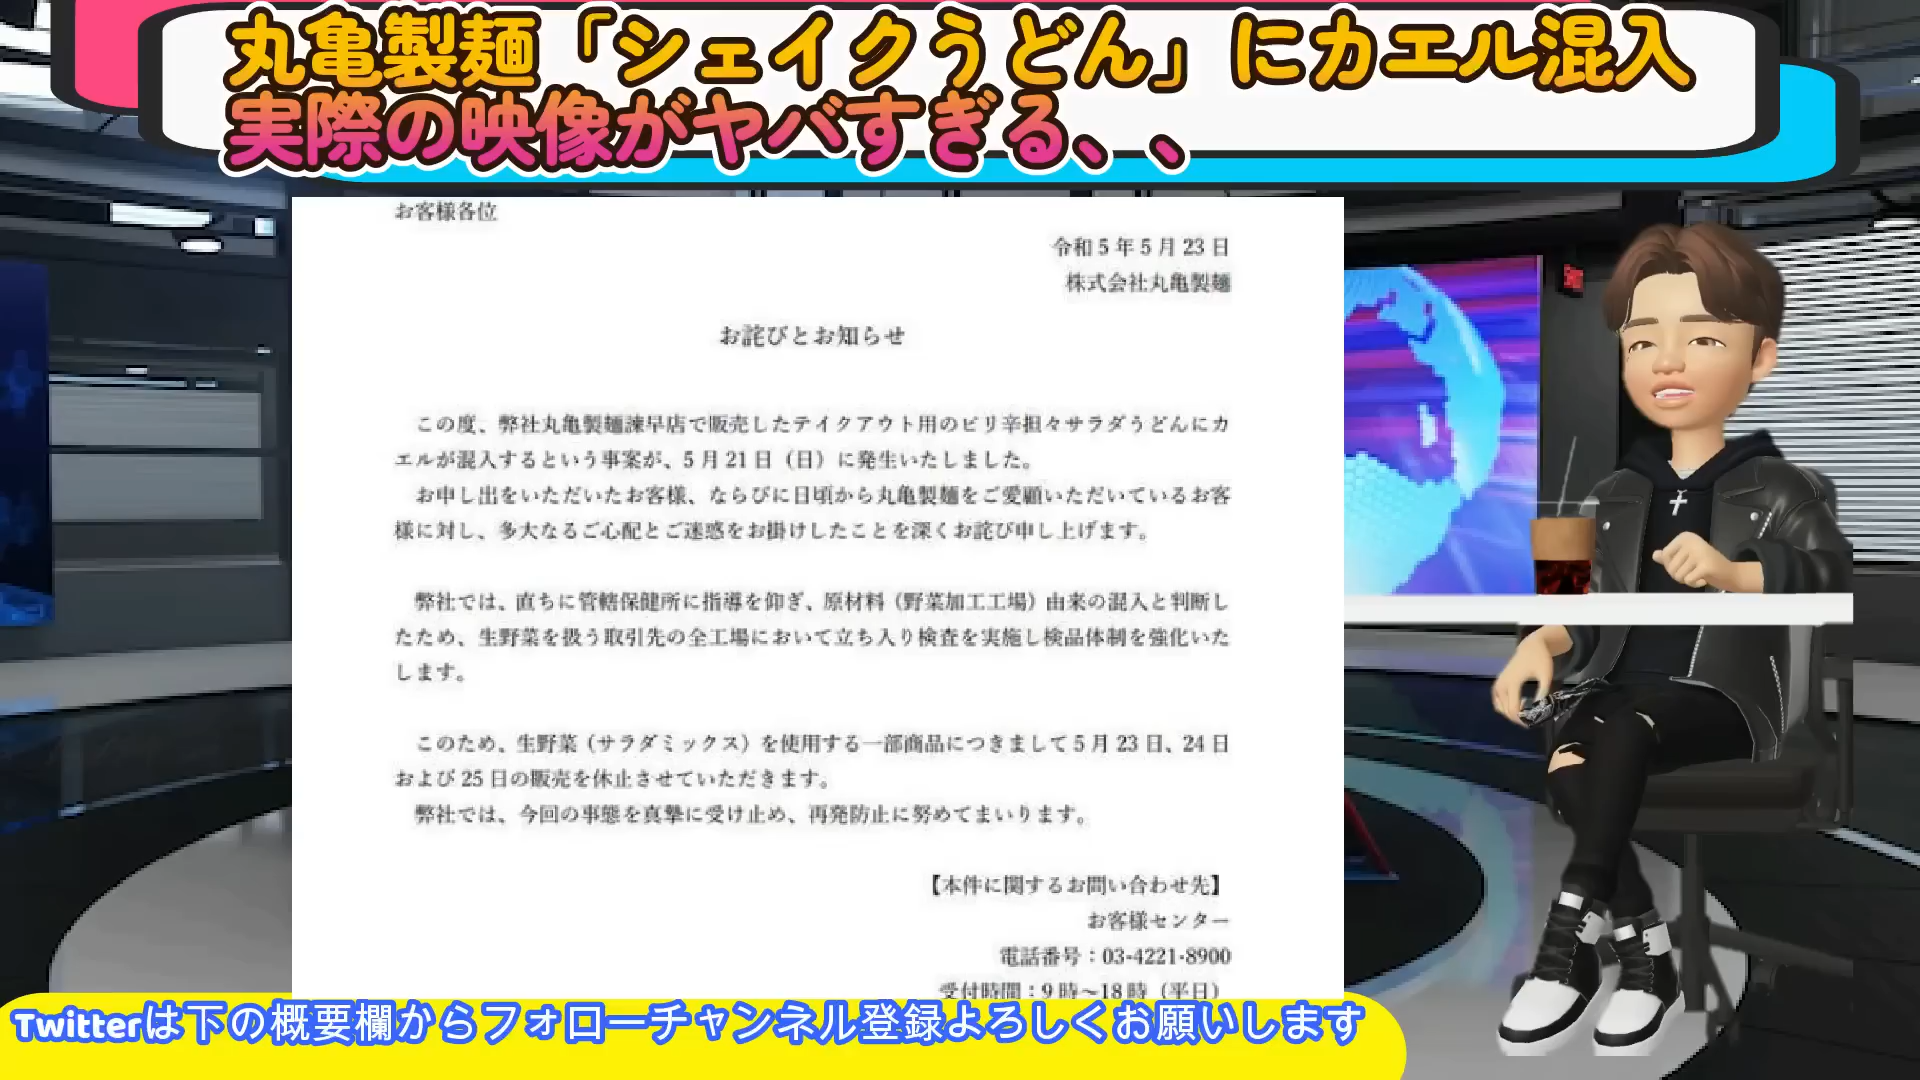 丸亀製麺「シェイクうどん」にカエル混入
実際の映像がヤバすぎる、、
お客様各位
令和5年5月23日
株式会社丸亀製麺
お詫びとお知らせ
この度、弊社丸亀製麺諫早店で販売したテイクアウト用のピリ辛担々サラダうどんにカ
エルが混入するという事案が、5月21日（日）に発生いたしました。
お申し出をいただいたお客様、ならびに日頃から丸亀製麺をご愛顧いただいているお客
様に対し、多大なるご心配とご迷惑をお掛けしたことを深くお詫び申し上げます。
弊社では、直ちに管轄保健所に指導を仰ぎ、原材料（野菜加工工場）由来の混入と判断し
たため、生野菜を扱う取引先の全工場において立ち入り検査を実施し検品体制を強化いた
します。
このため、生野菜（サラダミックス）を使用する一部商品につきまして5月23日、24日
および25日の販売を休止させていただきます。
弊社では、今回の事態を真摯に受け止め、再発防止に努めてまいります。
【本件に関するお問い合わせ先】
お客様センター
電話番号：03-4221-8900
受付時間：9時～18時（平日）
Twitterは下の概要欄からフォローチャンネル登録よろしくお願いします